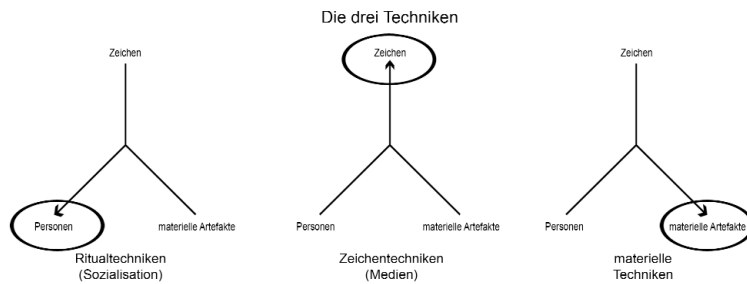 Die drei Techniken
Zeichen
Personen
materielle Artefakte
Ritualtechniken
(Sozialisation)
Zeichen
Personen
materielle Artefakte
Zeichentechniken
(Medien)
Zeichen
Personen
materielle Artefakte
materielle
Techniken